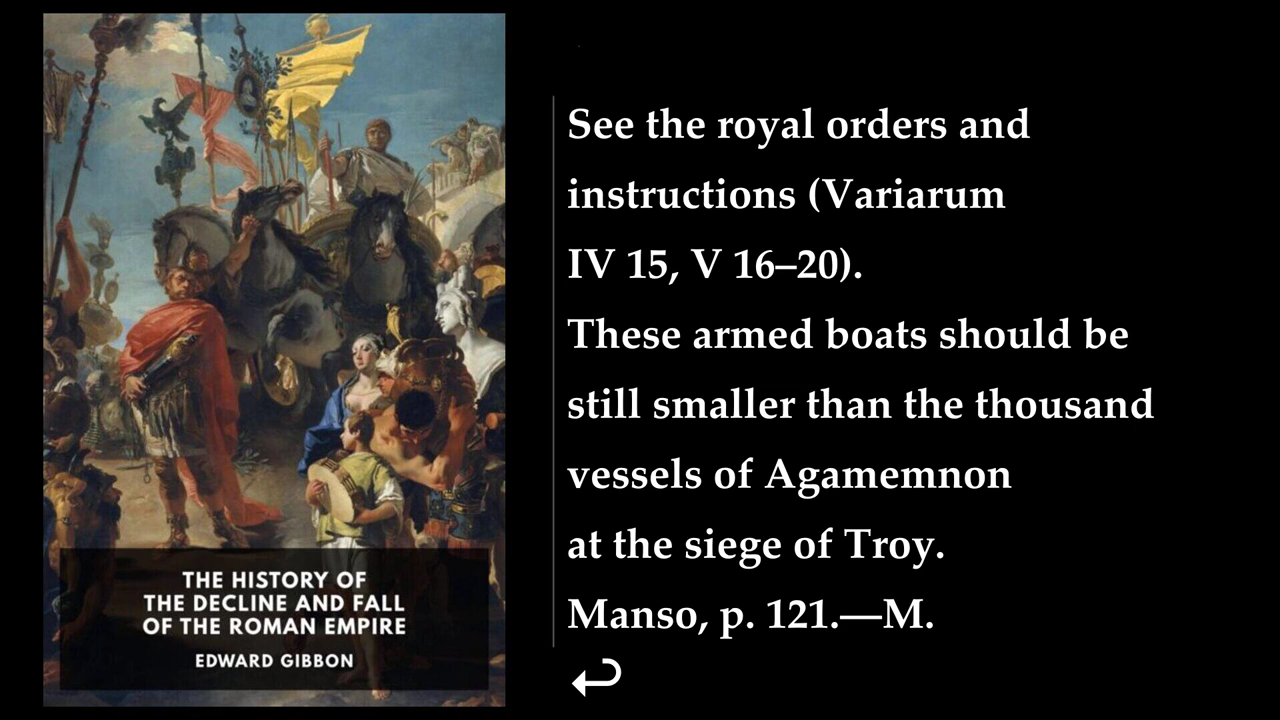 THE HISTORY OF
THE DECLINE AND FALL
OF THE ROMAN EMPIRE
EDWARD GIBBON
See the royal orders and
instructions (Variarum
IV 15, V 16–20).
These armed boats should be
still smaller than the thousand
vessels of Agamemnon
at the siege of Troy.
Manso, p. 121.—M.
↩